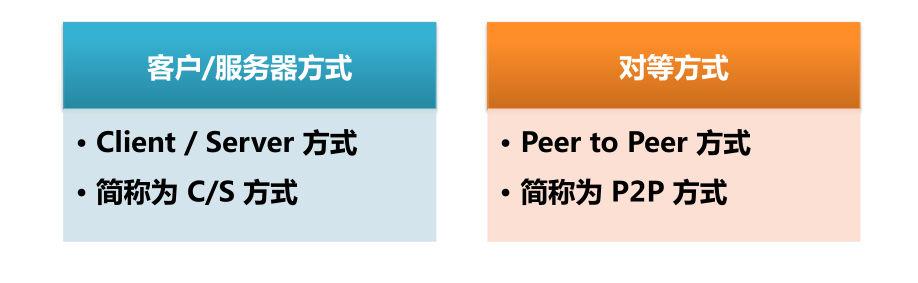 客户/服务器方式
• Client / Server 方式
• 简称为 C/S 方式
对等方式
• Peer to Peer 方式
• 简称为 P2P 方式